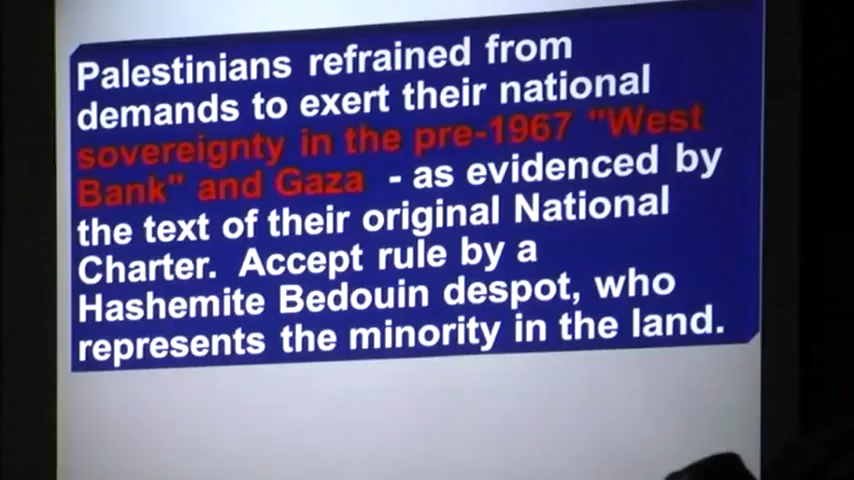 Palestinians refrained from
demands to exert their national
sovereignty in the pre-1967 "West
Bank" and Gaza - as evidenced by
the text of their original National
Charter. Accept rule by a
Hashemite Bedouin despot, who
represents the minority in the land.